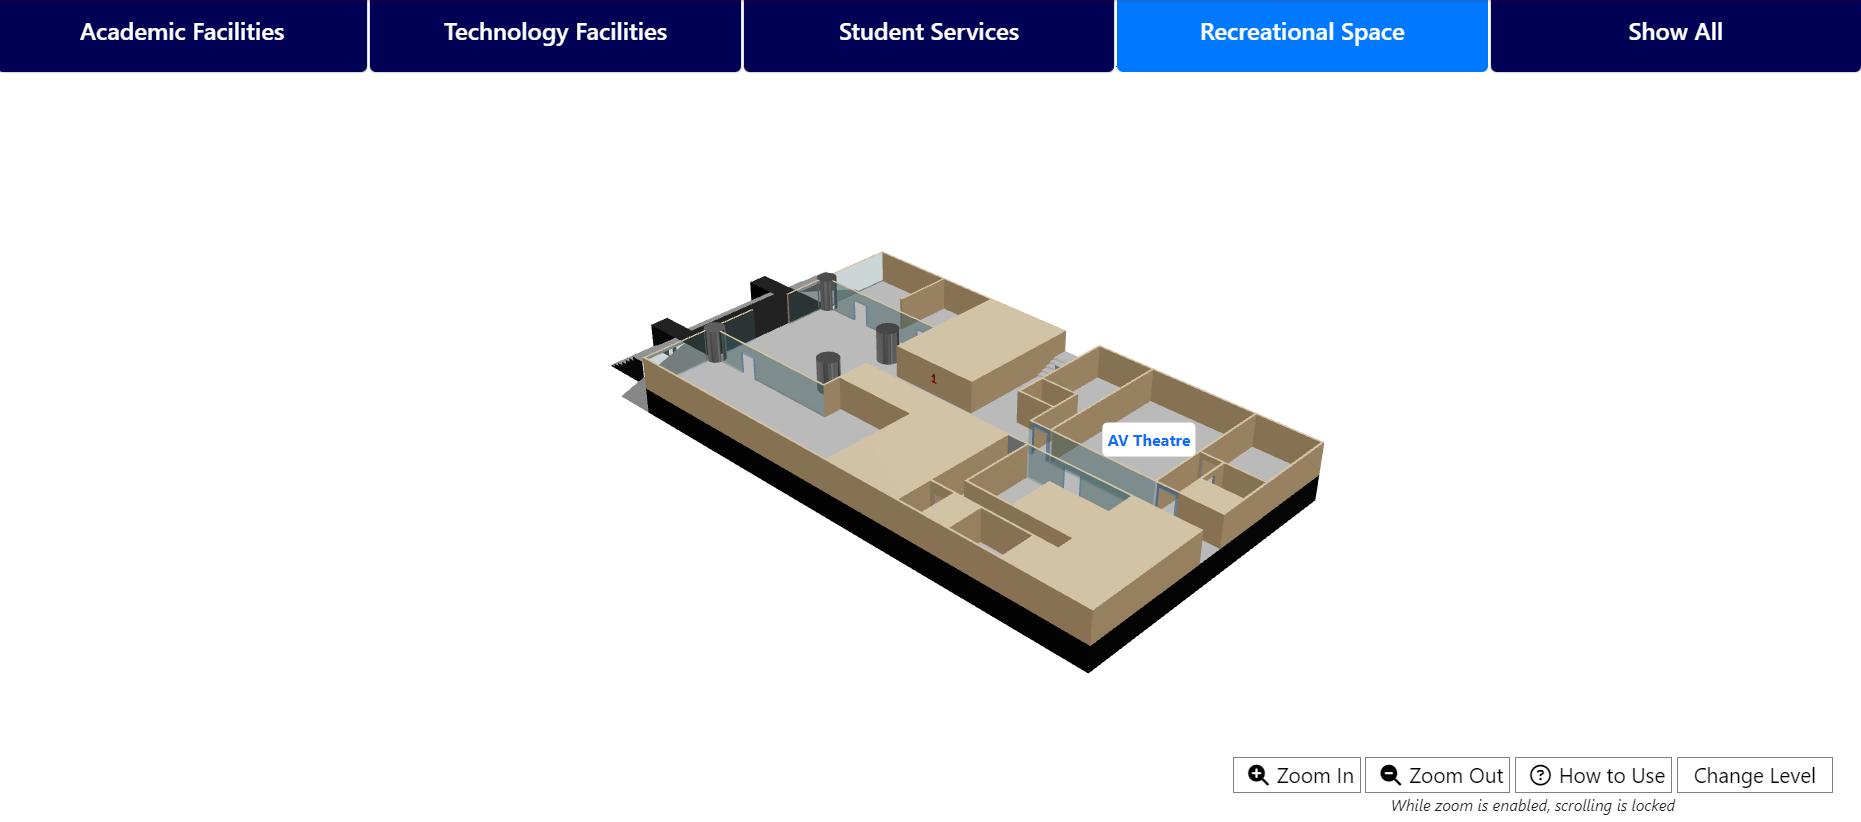 Academic Facilities
Technology Facilities
Student Services
Recreational Space
Show All
1
AV Theatre
Zoom In
Zoom Out
How to Use
Change Level
While zoom is enabled, scrolling is locked